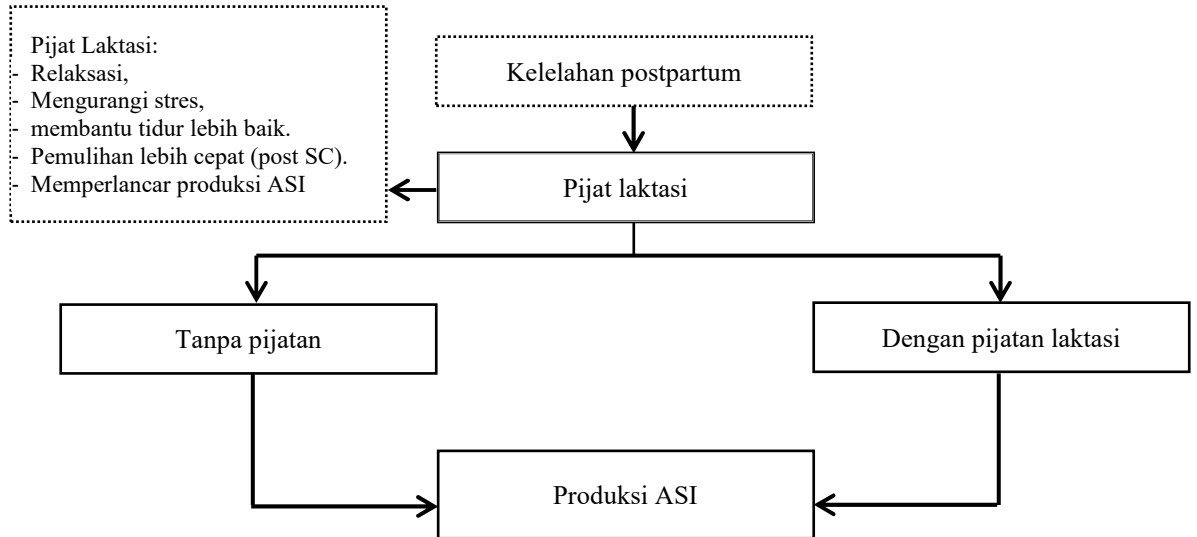 Pijat Laktasi:
- Relaksasi,
- Mengurangi stres,
- membantu tidur lebih baik.
- Pemulihan lebih cepat (post SC).
- Memperlancar produksi ASI
Kelelahan postpartum
Pijat laktasi
Tanpa pijatan
Dengan pijatan laktasi
Produksi ASI